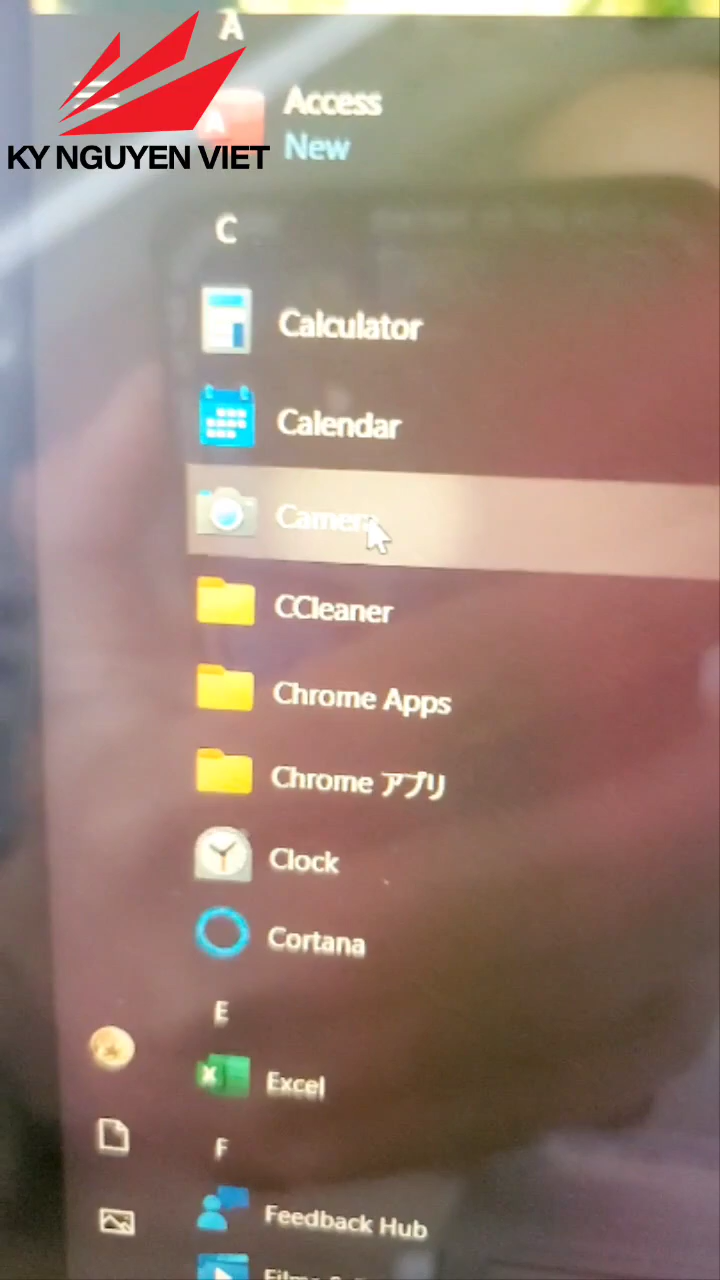 A
KY NGUYEN VIET
Access
New
C
Calculator
Calendar
Camera
CCleaner
Chrome Apps
Chrome アプリ
Clock
Cortana
E
Excel
F
Feedback Hub